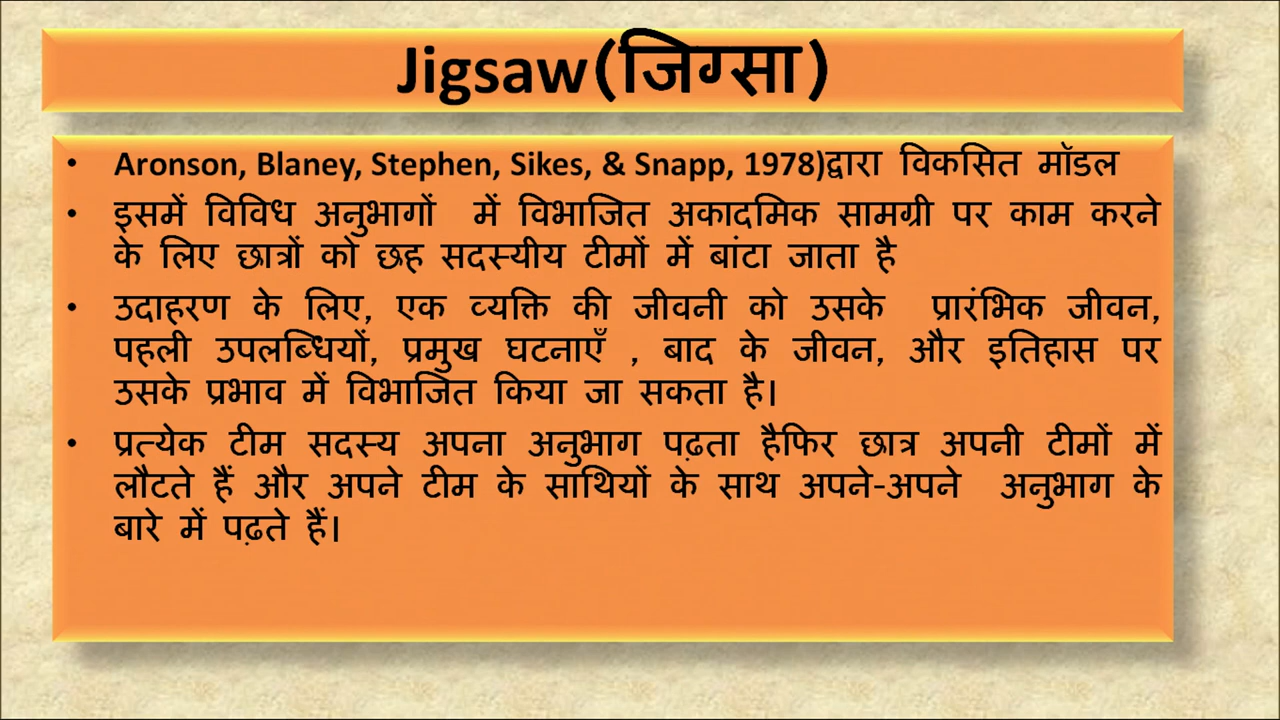 Jigsaw(जिग्सा)
• Aronson, Blaney, Stephen, Sikes, & Snapp, 1978)द्वारा विकसित मॉडल
• इसमें विविध अनुभागों में विभाजित अकादमिक सामग्री पर काम करने
के लिए छात्रों को छह सदस्यीय टीमों में बांटा जाता है
• उदाहरण के लिए, एक व्यक्ति की जीवनी को उसके प्रारंभिक जीवन,
पहली उपलब्धियों, प्रमुख घटनाएँ , बाद के जीवन, और इतिहास पर
उसके प्रभाव में विभाजित किया जा सकता है।
• प्रत्येक टीम सदस्य अपना अनुभाग पढ़ता हैफिर छात्र अपनी टीमों में
लौटते हैं और अपने टीम के साथियों के साथ अपने-अपने अनुभाग के
बारे में पढ़ते हैं।